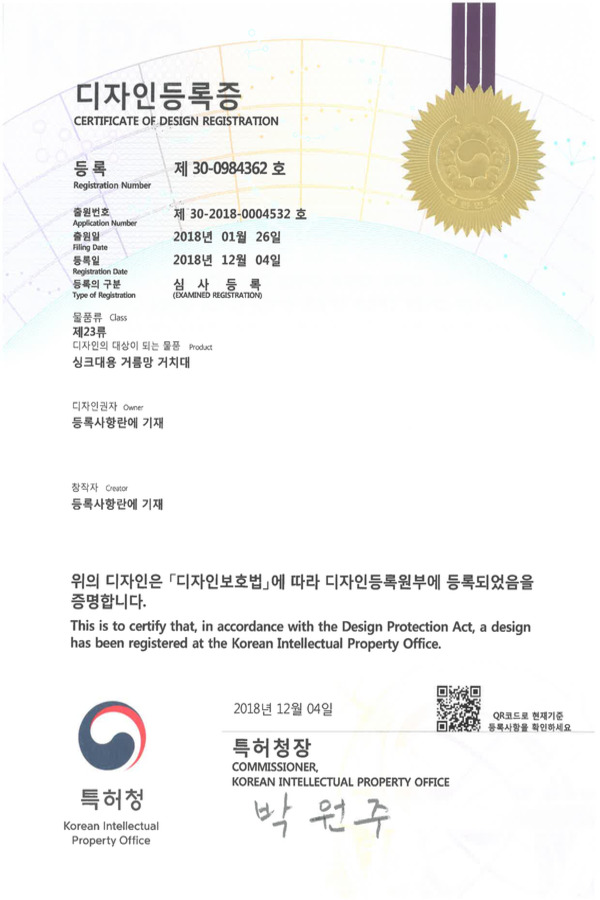 디자인등록증
CERTIFICATE OF DESIGN REGISTRATION
등록 제 30-0984362 호
Registration Number
출원번호 제 30-2018-0004532 호
Application Number
출원일 2018년 01월 26일
Filing Date
등록일 2018년 12월 04일
Registration Date
등록의 구분 심 사 등 록
Type of Registration (EXAMINED REGISTRATION)
물품류 Class
제23류
디자인의 대상이 되는 물품 Product
싱크대용 거름망 거치대
디자인권자 Owner
등록사항란에 기재
창작자 Creator
등록사항란에 기재
위의 디자인은 「디자인보호법」에 따라 디자인등록원부에 등록되었음을
증명합니다.
This is to certify that, in accordance with the Design Protection Act, a design
has been registered at the Korean Intellectual Property Office.
2018년 12월 04일
QR코드로 현재기준
등록사항을 확인하세요
특허청장
COMMISSIONER,
KOREAN INTELLECTUAL PROPERTY OFFICE
박 원 주
특허청
Korean Intellectual
Property Office